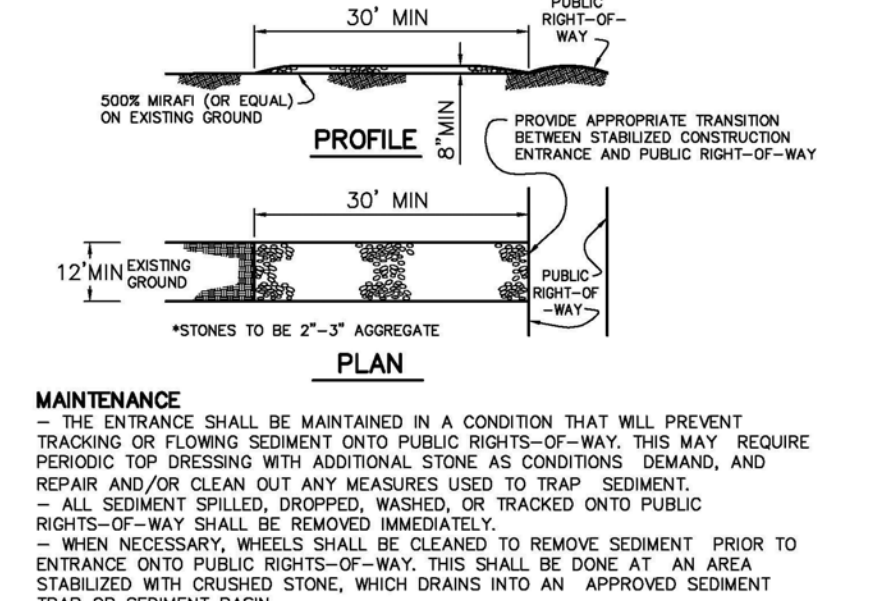 PUBLIC
30' MIN
RIGHT-OF-
WAY
500% MIRAFI (OR EQUAL)
ON EXISTING GROUND
8"MIN
PROFILE
PROVIDE APPROPRIATE TRANSITION
BETWEEN STABILIZED CONSTRUCTION
ENTRANCE AND PUBLIC RIGHT-OF-WAY
30' MIN
12'MIN
EXISTING
GROUND
PUBLIC
RIGHT-OF
-WAY
*STONES TO BE 2"-3" AGGREGATE
PLAN
MAINTENANCE
- THE ENTRANCE SHALL BE MAINTAINED IN A CONDITION THAT WILL PREVENT
TRACKING OR FLOWING SEDIMENT ONTO PUBLIC RIGHTS-OF-WAY. THIS MAY REQUIRE
PERIODIC TOP DRESSING WITH ADDITIONAL STONE AS CONDITIONS DEMAND, AND
REPAIR AND/OR CLEAN OUT ANY MEASURES USED TO TRAP SEDIMENT.
- ALL SEDIMENT SPILLED, DROPPED, WASHED, OR TRACKED ONTO PUBLIC
RIGHTS-OF-WAY SHALL BE REMOVED IMMEDIATELY.
- WHEN NECESSARY, WHEELS SHALL BE CLEANED TO REMOVE SEDIMENT PRIOR TO
ENTRANCE ONTO PUBLIC RIGHTS-OF-WAY. THIS SHALL BE DONE AT AN AREA
STABILIZED WITH CRUSHED STONE, WHICH DRAINS INTO AN APPROVED SEDIMENT
TRAP OR SEDIMENT BASIN